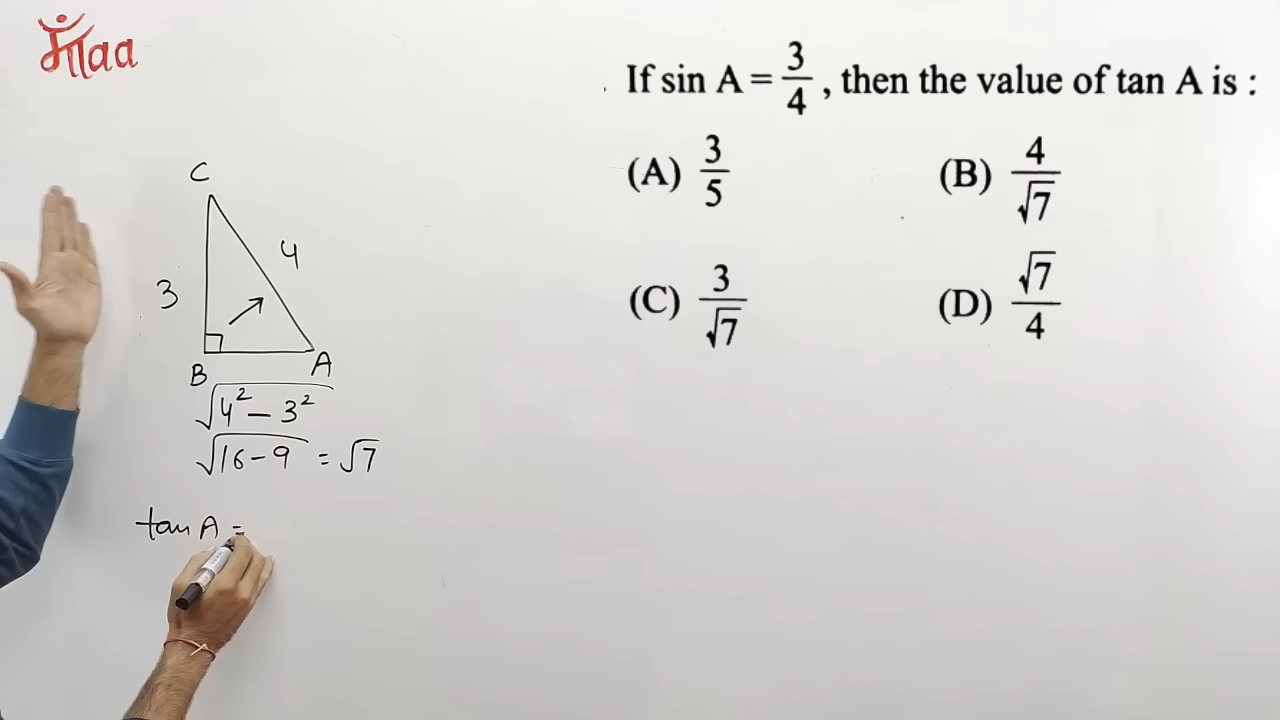 माaa
If sin A = 3/4 , then the value of tan A is :
(A) 3/5
(B) 4/√7
(C) 3/√7
(D) √7/4
C
4
3
B
A
√(4² − 3²)
√(16 − 9) = √7
tan A =